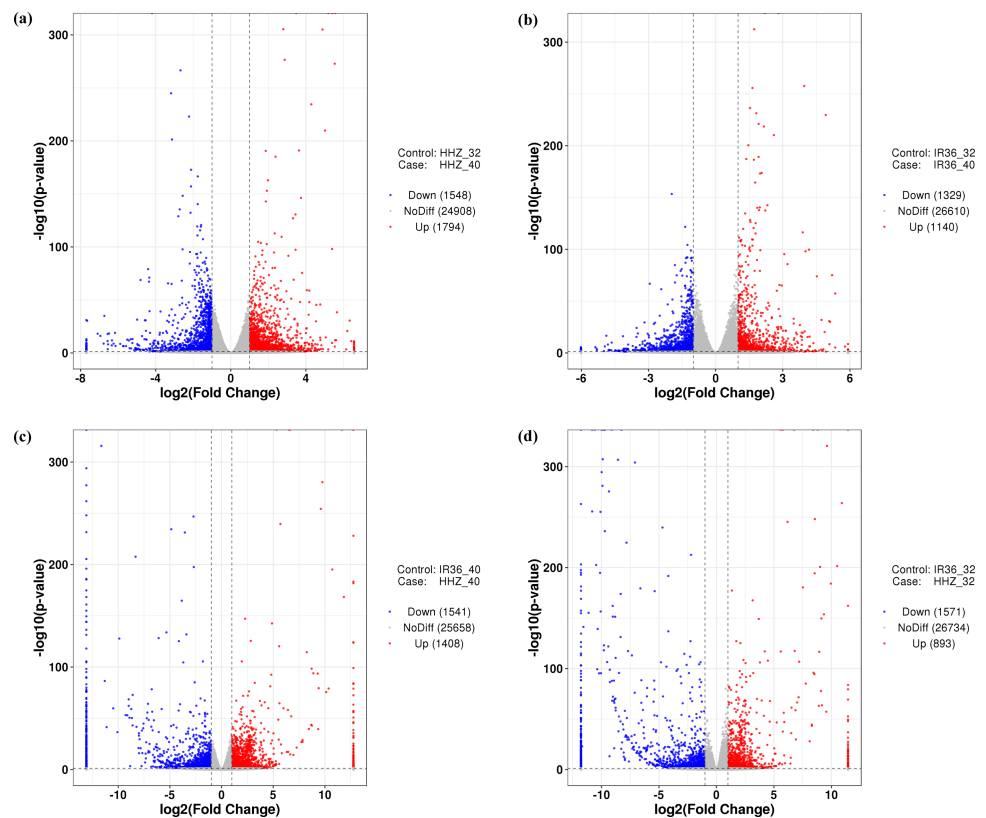 (a)
-log10(p-value)
300
200
100
0
-8
-4
0
4
log2(Fold Change)
Control: HHZ_32
Case: HHZ_40
Down (1548)
NoDiff (24908)
Up (1794)
(b)
-log10(p-value)
300
200
100
0
-6
-3
0
3
6
log2(Fold Change)
Control: IR36_32
Case: IR36_40
Down (1329)
NoDiff (26610)
Up (1140)
(c)
-log10(p-value)
300
200
100
0
-10
-5
0
5
10
log2(Fold Change)
Control: IR36_40
Case: HHZ_40
Down (1541)
NoDiff (25658)
Up (1408)
(d)
-log10(p-value)
300
200
100
0
-10
-5
0
5
10
log2(Fold Change)
Control: IR36_32
Case: HHZ_32
Down (1571)
NoDiff (26734)
Up (893)